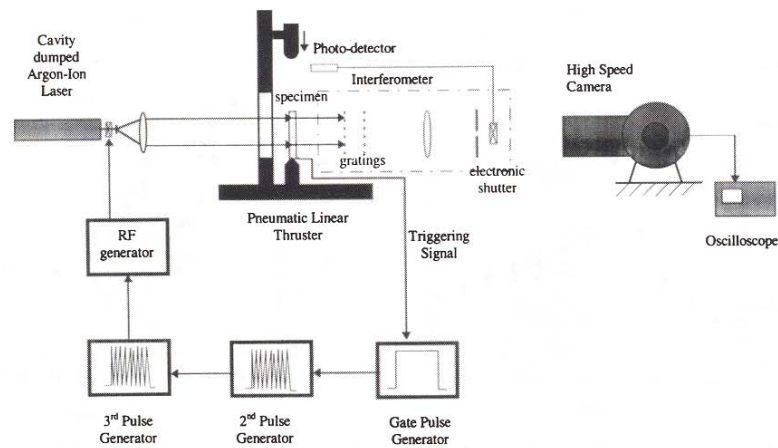 Cavity
dumped
Argon-Ion
Laser
Photo-detector
Interferometer
High Speed
Camera
specimen
gratings
electronic
shutter
Pneumatic Linear
Thruster
Triggering
Signal
Oscilloscope
RF
generator
3rd Pulse
Generator
2nd Pulse
Generator
Gate Pulse
Generator